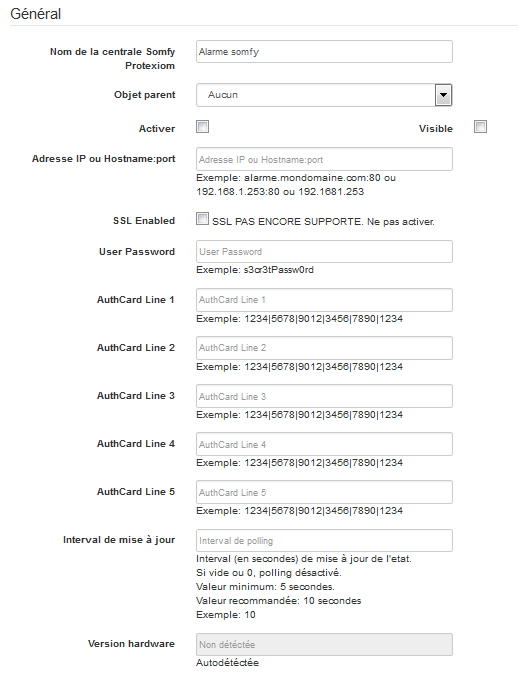 Général
Nom de la centrale Somfy Protexiom
Alarme somfy
Objet parent
Aucun
Activer
Visible
Adresse IP ou Hostname:port
Adresse IP ou Hostname:port
Exemple: alarme.mondomaine.com:80 ou
192.168.1.253:80 ou 192.1681.253
SSL Enabled
SSL PAS ENCORE SUPPORTE. Ne pas activer.
User Password
User Password
Exemple: s3cr3tPassw0rd
AuthCard Line 1
AuthCard Line 1
Exemple: 1234|5678|9012|3456|7890|1234
AuthCard Line 2
AuthCard Line 2
Exemple: 1234|5678|9012|3456|7890|1234
AuthCard Line 3
AuthCard Line 3
Exemple: 1234|5678|9012|3456|7890|1234
AuthCard Line 4
AuthCard Line 4
Exemple: 1234|5678|9012|3456|7890|1234
AuthCard Line 5
AuthCard Line 5
Exemple: 1234|5678|9012|3456|7890|1234
Interval de mise à jour
Interval de polling
Interval (en secondes) de mise à jour de l'etat.
Si vide ou 0, polling désactivé.
Valeur minimum: 5 secondes.
Valeur recommandée: 10 secondes
Exemple: 10
Version hardware
Non détéctée
Autodétéctée